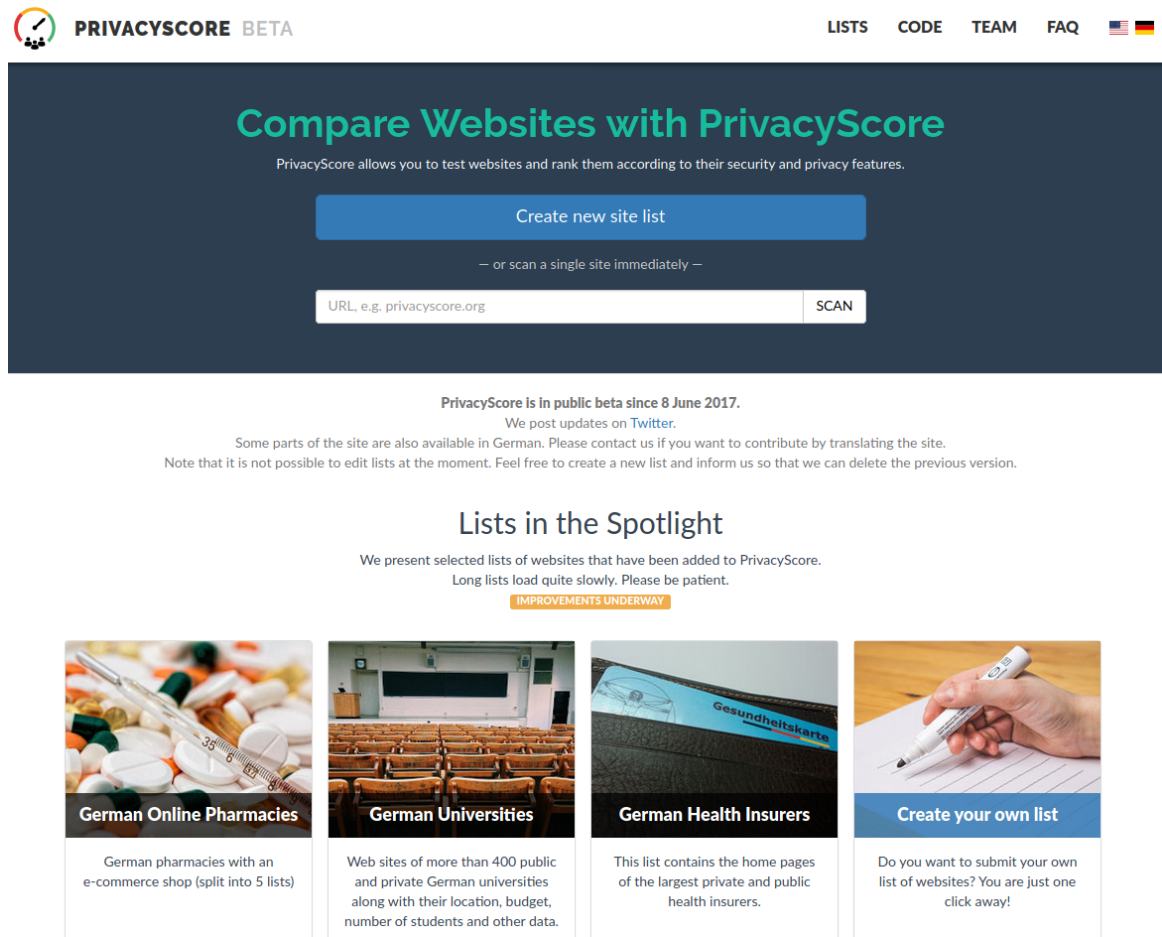 PRIVACYSCORE BETA
LISTS CODE TEAM FAQ
Compare Websites with PrivacyScore
PrivacyScore allows you to test websites and rank them according to their security and privacy features.
Create new site list
— or scan a single site immediately —
URL, e.g. privacyscore.org SCAN
PrivacyScore is in public beta since 8 June 2017.
We post updates on Twitter.
Some parts of the site are also available in German. Please contact us if you want to contribute by translating the site.
Note that it is not possible to edit lists at the moment. Feel free to create a new list and inform us so that we can delete the previous version.
Lists in the Spotlight
We present selected lists of websites that have been added to PrivacyScore.
Long lists load quite slowly. Please be patient.
IMPROVEMENTS UNDERWAY
35 6
German Online Pharmacies
German pharmacies with an
e-commerce shop (split into 5 lists)
German Universities
Web sites of more than 400 public
and private German universities
along with their location, budget,
number of students and other data.
Gesundheitskarte
German Health Insurers
This list contains the home pages
of the largest private and public
health insurers.
Create your own list
Do you want to submit your own
list of websites? You are just one
click away!